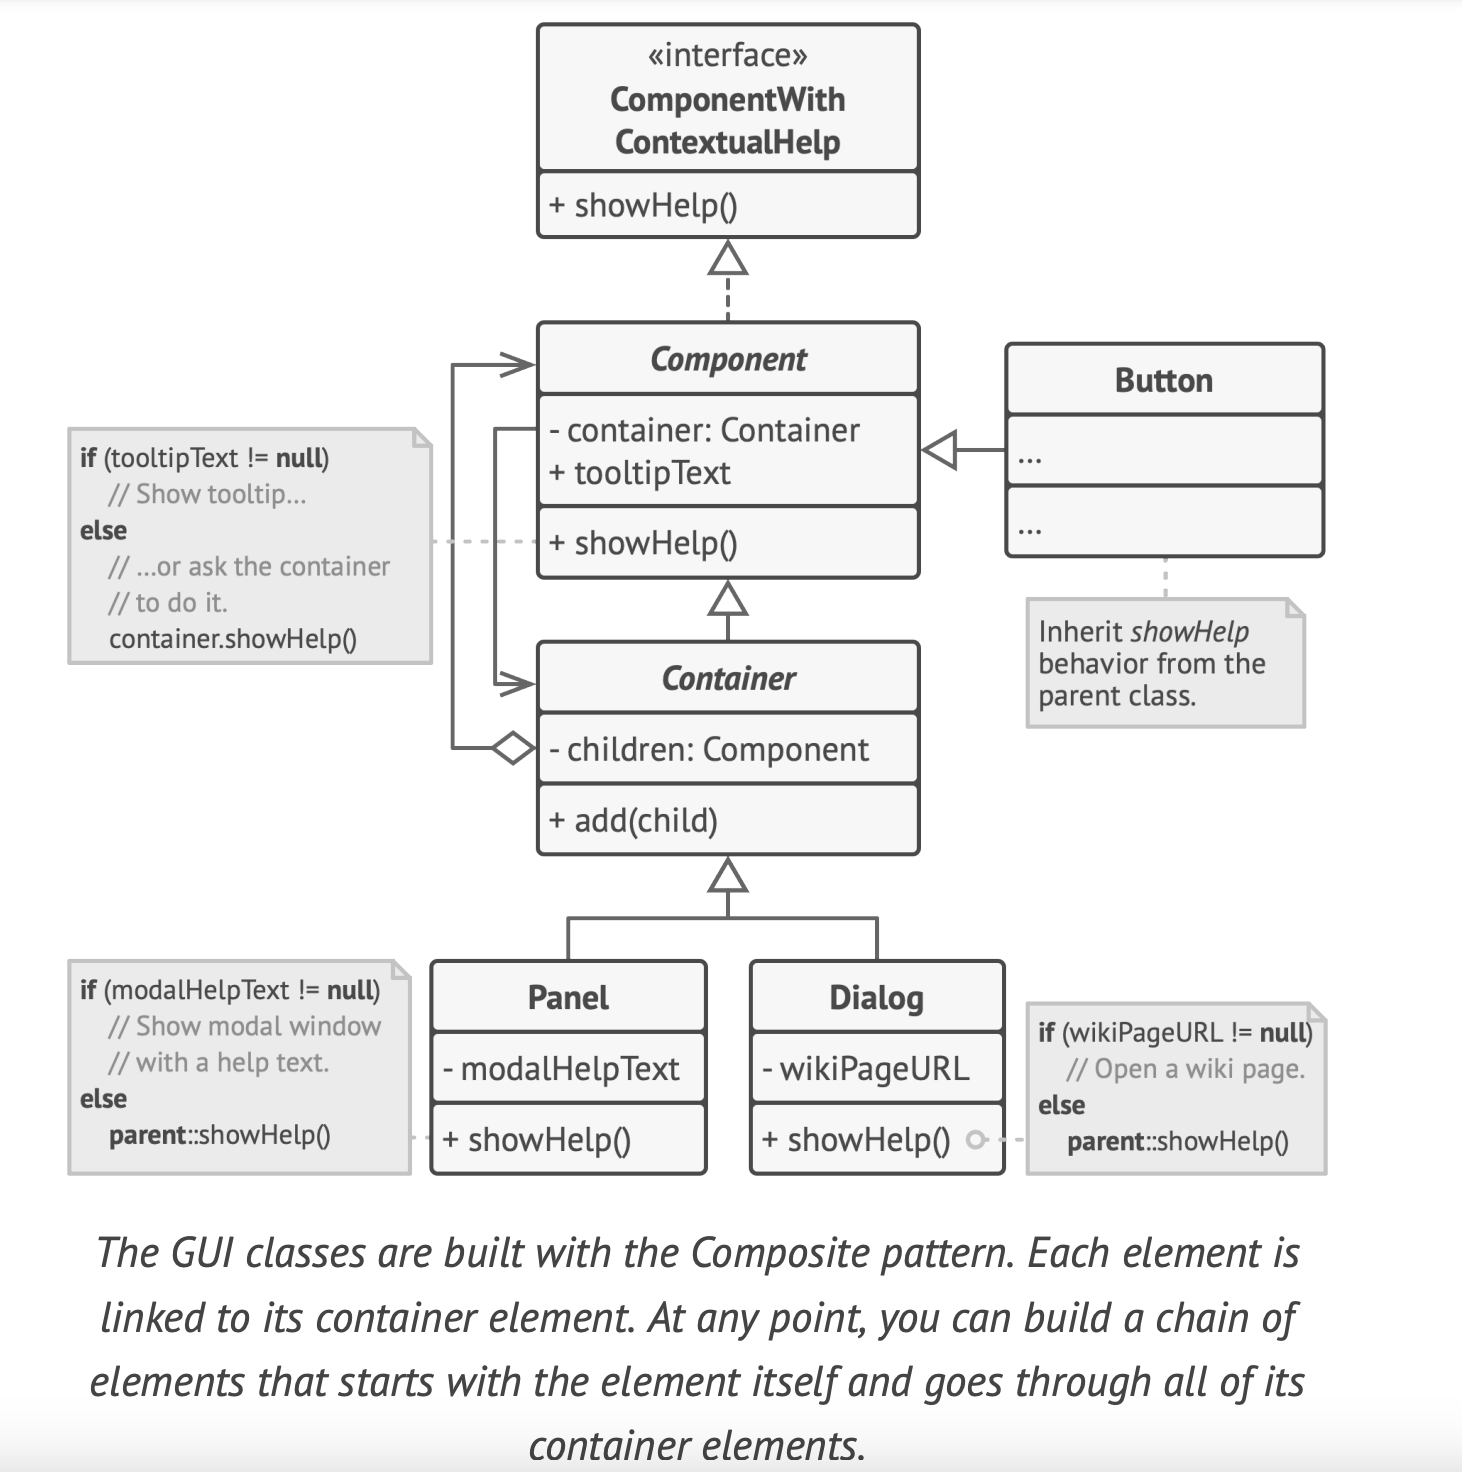 «interface»
ComponentWith
ContextualHelp
+ showHelp()
Component
- container: Container
+ tooltipText
+ showHelp()
Button
...
...
if (tooltipText != null)
// Show tooltip...
else
// ...or ask the container
// to do it.
container.showHelp()
Inherit showHelp
behavior from the
parent class.
Container
- children: Component
+ add(child)
if (modalHelpText != null)
// Show modal window
// with a help text.
else
parent::showHelp()
Panel
- modalHelpText
+ showHelp()
Dialog
- wikiPageURL
+ showHelp()
if (wikiPageURL != null)
// Open a wiki page.
else
parent::showHelp()
The GUI classes are built with the Composite pattern. Each element is
linked to its container element. At any point, you can build a chain of
elements that starts with the element itself and goes through all of its
container elements.